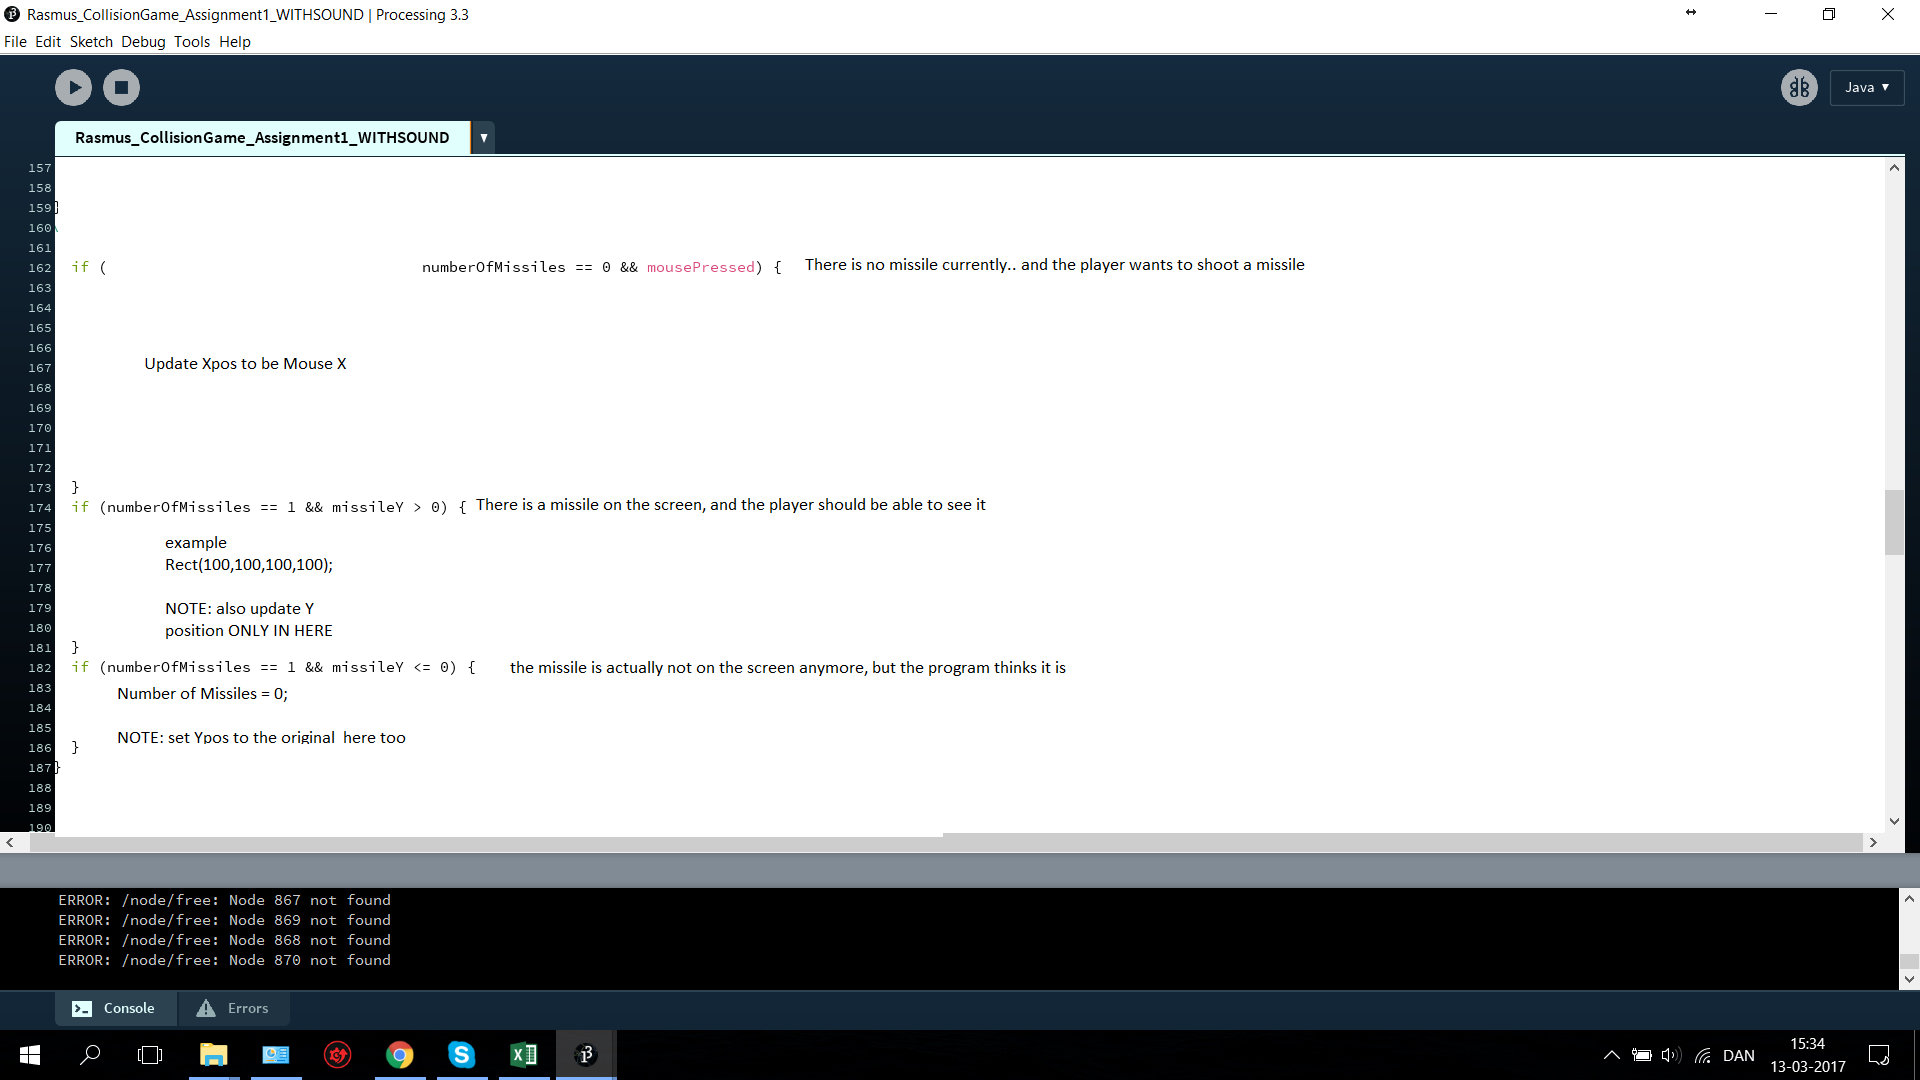 Rasmus_CollisionGame_Assignment1_WITHSOUND | Processing 3.3
File Edit Sketch Debug Tools Help
Java ▼
Rasmus_CollisionGame_Assignment1_WITHSOUND ▼
157
158
159 }
160
161
162 if ( numberOfMissiles == 0 && mousePressed) { There is no missile currently.. and the player wants to shoot a missile
163
164
165
166
167 Update Xpos to be Mouse X
168
169
170
171
172
173 }
174 if (numberOfMissiles == 1 && missileY > 0) { There is a missile on the screen, and the player should be able to see it
175
176 example
177 Rect(100,100,100,100);
178
179 NOTE: also update Y
180 position ONLY IN HERE
181 }
182 if (numberOfMissiles == 1 && missileY <= 0) { the missile is actually not on the screen anymore, but the program thinks it is
183 Number of Missiles = 0;
184
185 NOTE: set Ypos to the original here too
186 }
187 }
188
189
190
ERROR: /node/free: Node 867 not found
ERROR: /node/free: Node 869 not found
ERROR: /node/free: Node 868 not found
ERROR: /node/free: Node 870 not found
Console Errors
DAN
15:34
13-03-2017